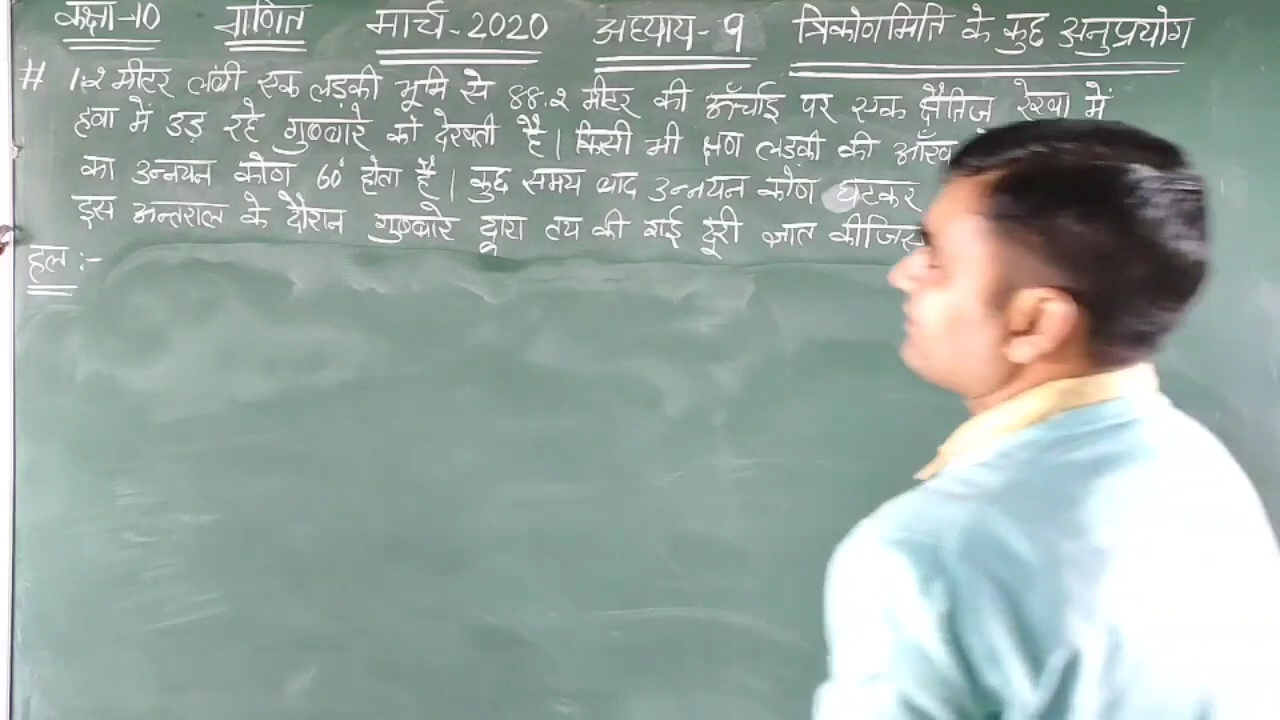 कक्षा-10 गणित मार्च-2020 अध्याय-9 त्रिकोणमिति के कुछ अनुप्रयोग
# 1.2 मीटर लंबी एक लड़की भूमि से 88.2 मीटर की ऊँचाई पर एक क्षैतिज रेखा में
हवा में उड़ रहे गुब्बारे को देखती है। किसी भी क्षण लड़की की आँख
का उन्नयन कोण 60° होता है। कुछ समय बाद उन्नयन कोण घटकर
इस अन्तराल के दौरान गुब्बारे द्वारा तय की गई दूरी ज्ञात कीजिए
हल :-